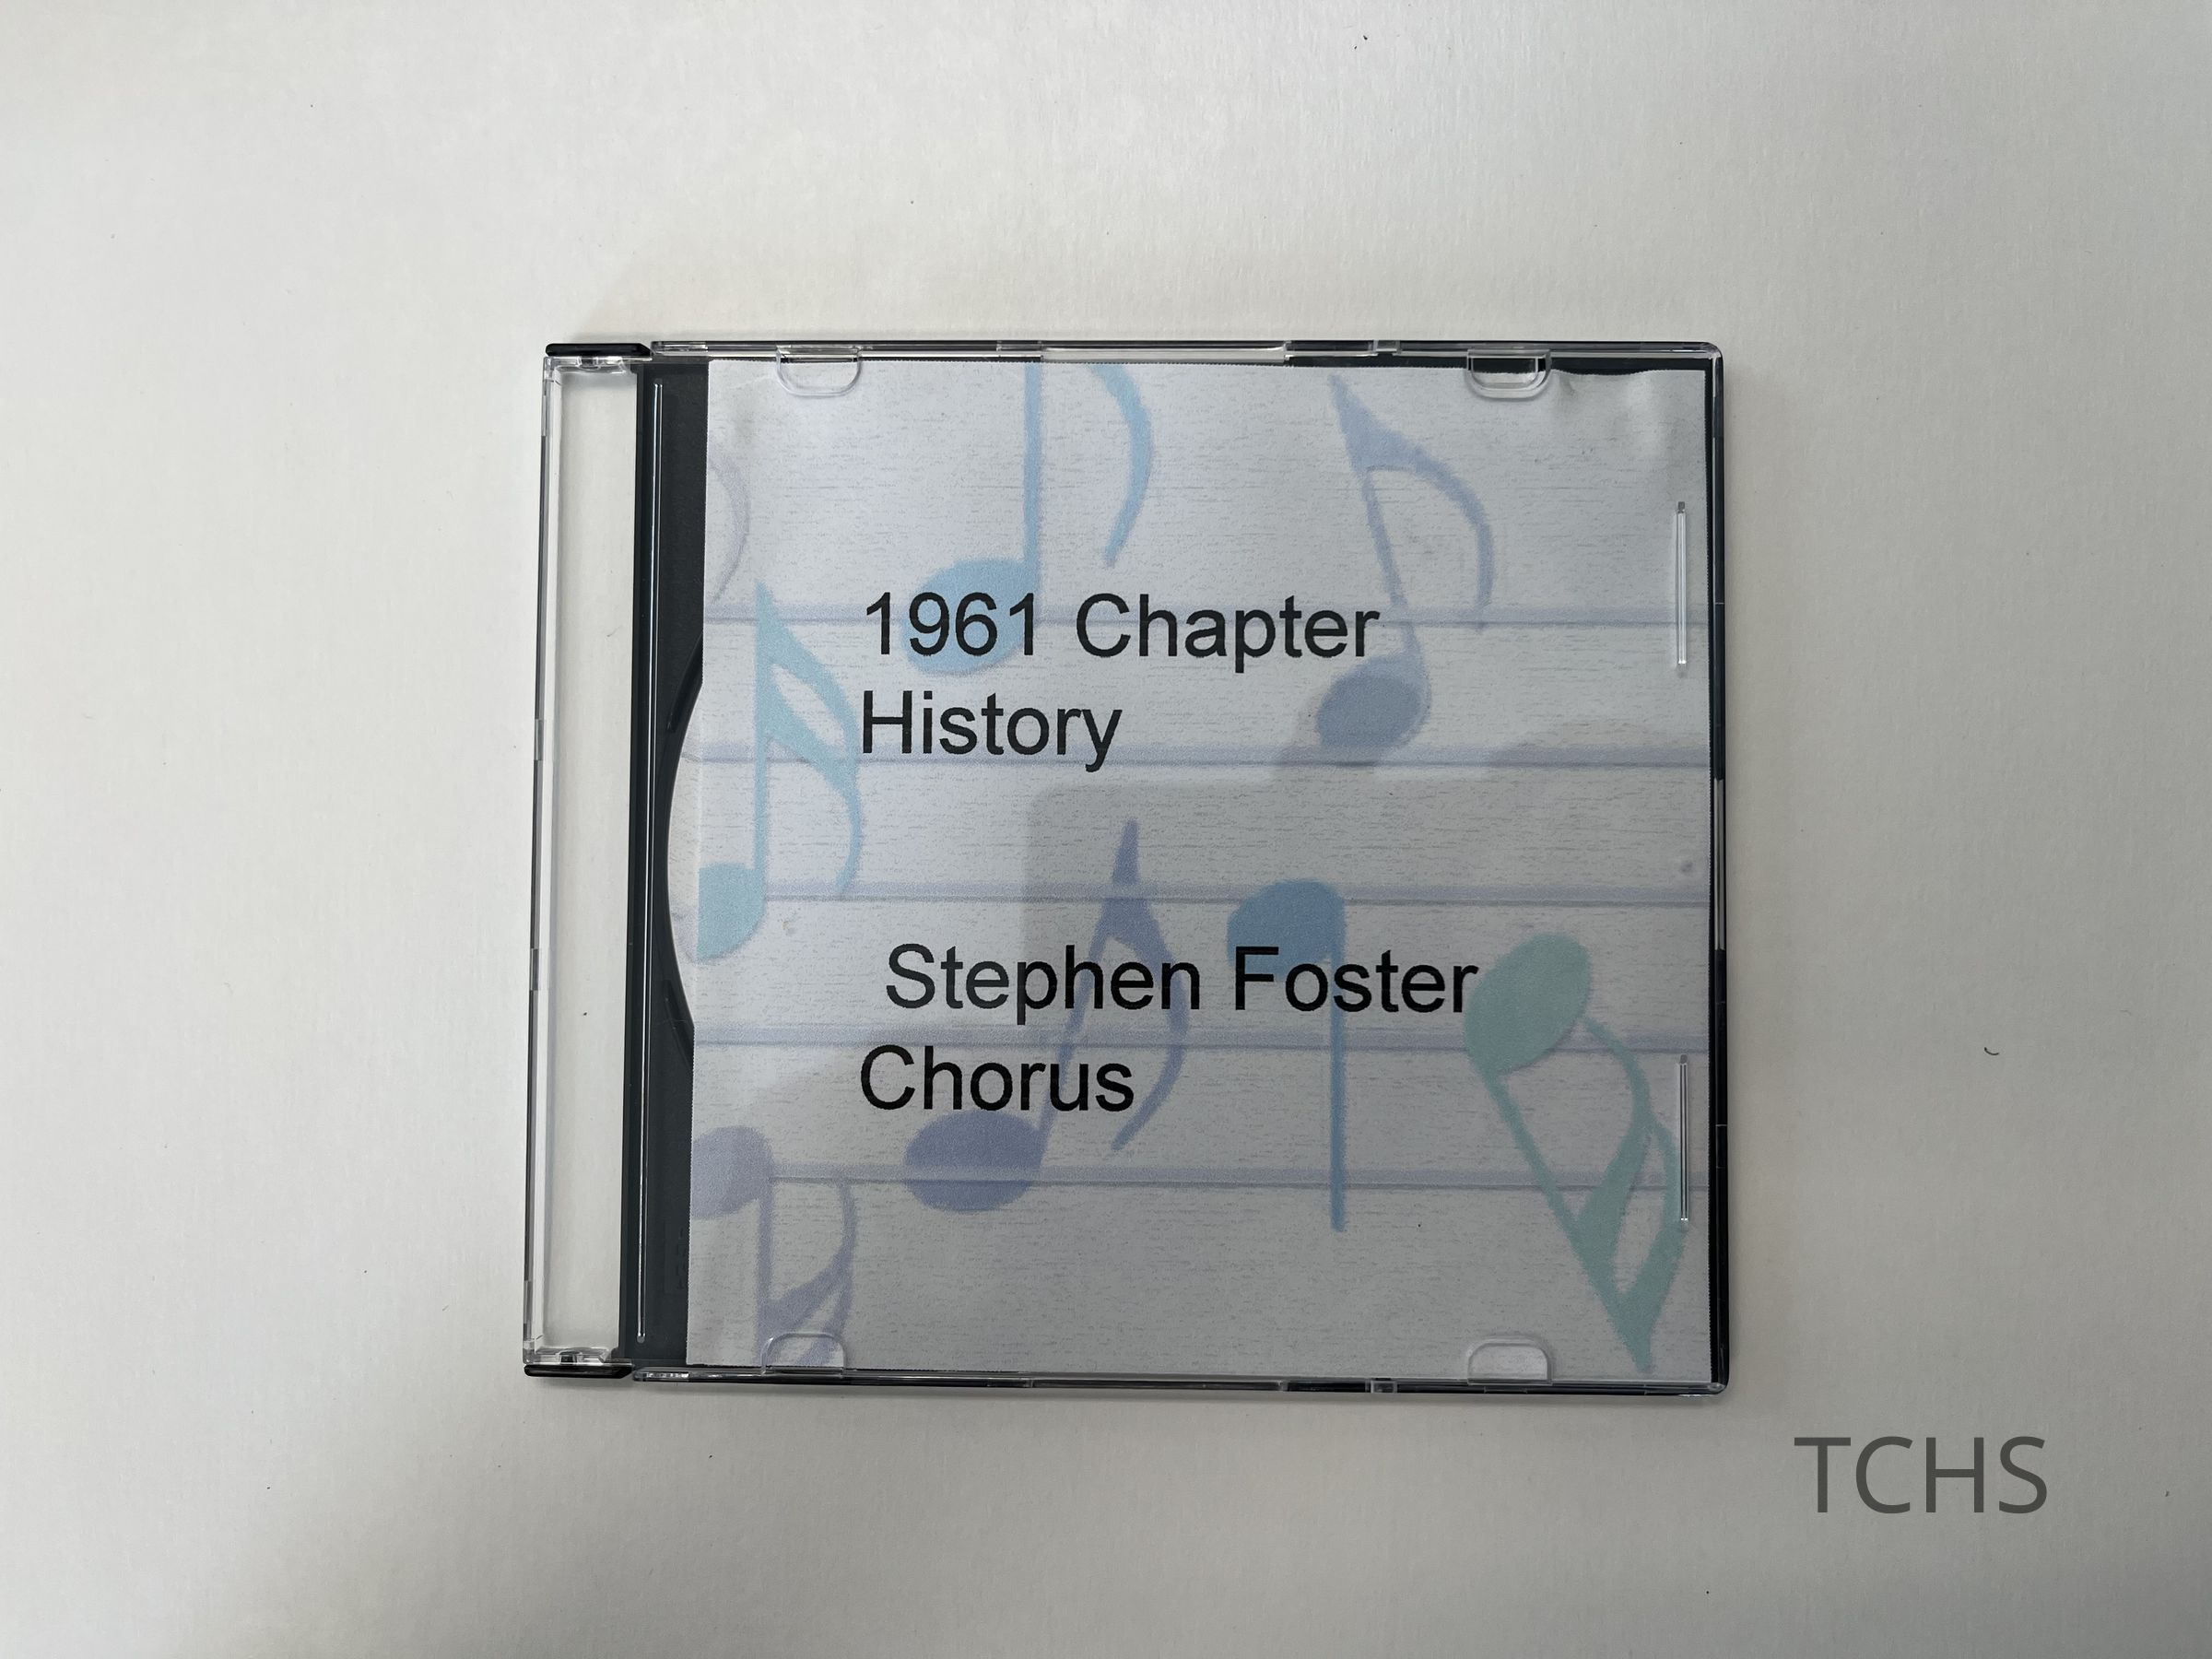 1961 Chapter
History
Stephen Foster
Chorus
TCHS